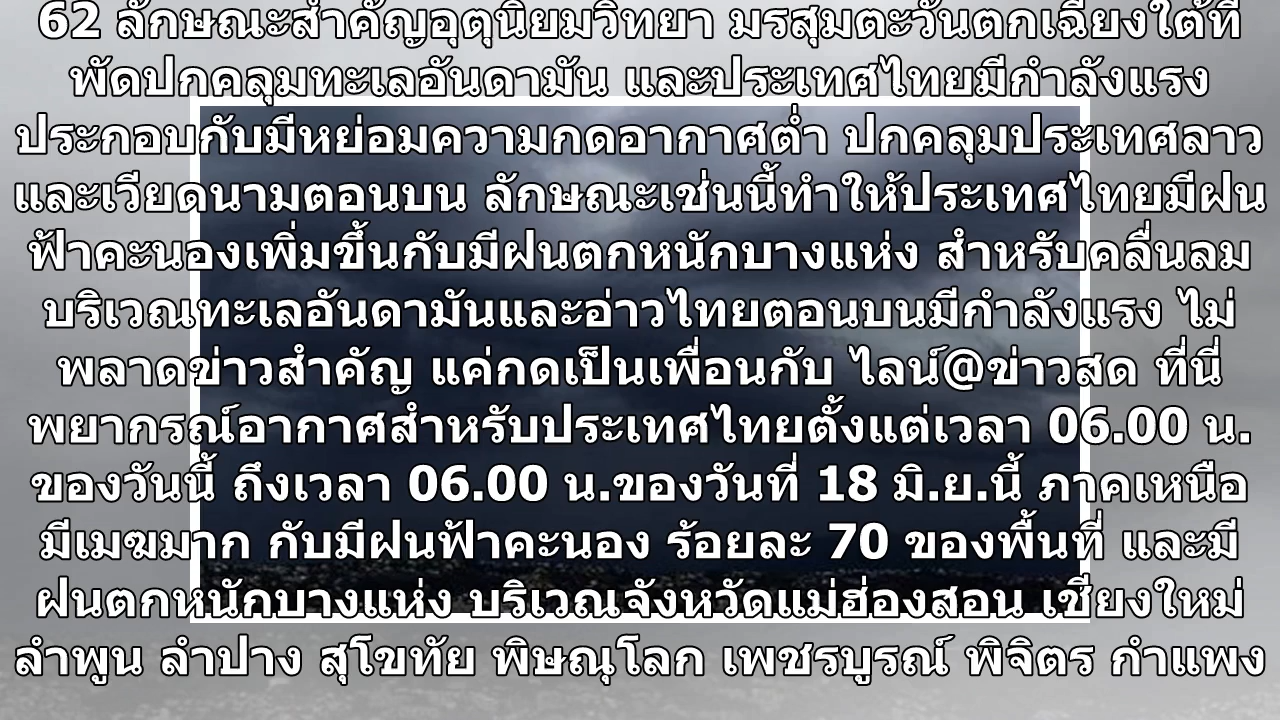 62 ลักษณะสำคัญอุตุนิยมวิทยา มรสุมตะวันตกเฉียงใต้ที่
พัดปกคลุมทะเลอันดามัน และประเทศไทยมีกำลังแรง
ประกอบกับมีหย่อมความกดอากาศต่ำ ปกคลุมประเทศลาว
และเวียดนามตอนบน ลักษณะเช่นนี้ทำให้ประเทศไทยมีฝน
ฟ้าคะนองเพิ่มขึ้นกับมีฝนตกหนักบางแห่ง สำหรับคลื่นลม
บริเวณทะเลอันดามันและอ่าวไทยตอนบนมีกำลังแรง ไม่
พลาดข่าวสำคัญ แค่กดเป็นเพื่อนกับ ไลน์@ข่าวสด ที่นี่
พยากรณ์อากาศสำหรับประเทศไทยตั้งแต่เวลา 06.00 น.
ของวันนี้ ถึงเวลา 06.00 น.ของวันที่ 18 มิ.ย.นี้ ภาคเหนือ
มีเมฆมาก กับมีฝนฟ้าคะนอง ร้อยละ 70 ของพื้นที่ และมี
ฝนตกหนักบางแห่ง บริเวณจังหวัดแม่ฮ่องสอน เชียงใหม่
ลำพูน ลำปาง สุโขทัย พิษณุโลก เพชรบูรณ์ พิจิตร กำแพง